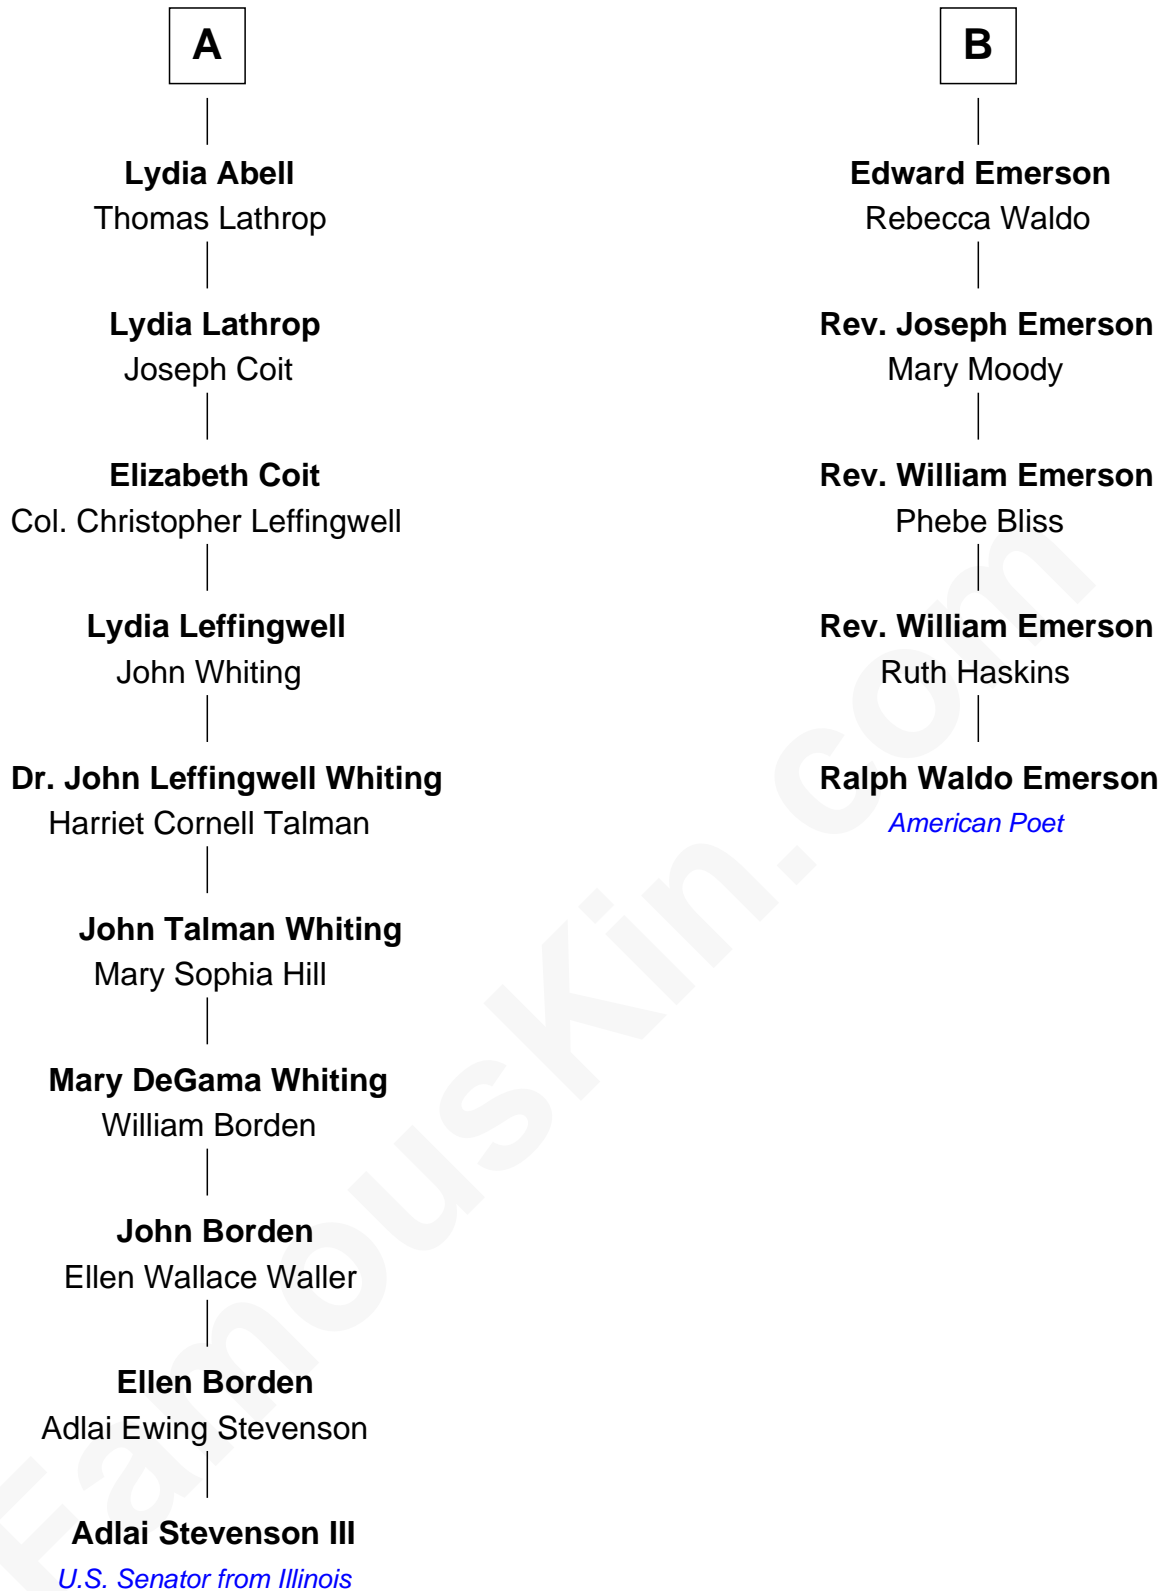 A
Lydia Abell
Thomas Lathrop
Lydia Lathrop
Joseph Coit
Elizabeth Coit
Col. Christopher Leffingwell
Lydia Leffingwell
John Whiting
Dr. John Leffingwell Whiting
Harriet Cornell Talman
John Talman Whiting
Mary Sophia Hill
Mary DeGama Whiting
William Borden
John Borden
Ellen Wallace Waller
Ellen Borden
Adlai Ewing Stevenson
Adlai Stevenson III
U.S. Senator from Illinois
B
Edward Emerson
Rebecca Waldo
Rev. Joseph Emerson
Mary Moody
Rev. William Emerson
Phebe Bliss
Rev. William Emerson
Ruth Haskins
Ralph Waldo Emerson
American Poet
FamousKin.com